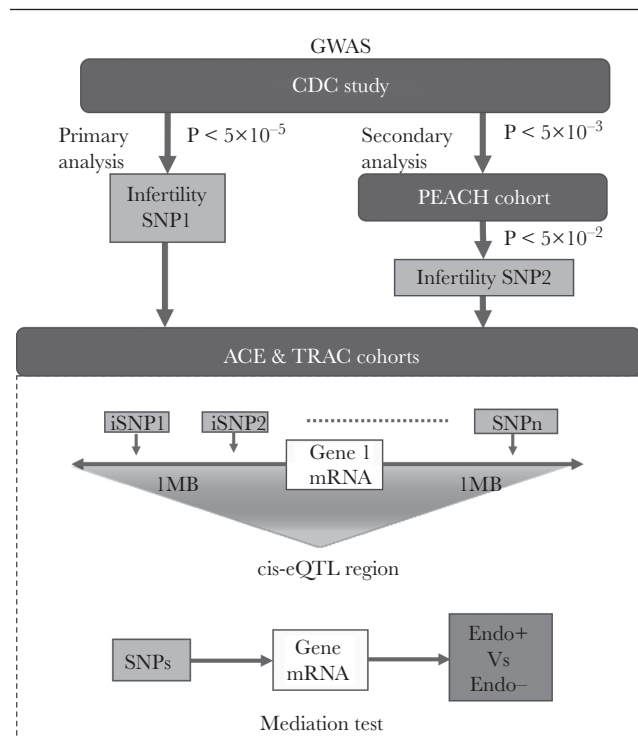 GWAS
CDC study
Primary
analysis
P < 5×10⁻⁵
Secondary
analysis
P < 5×10⁻³
Infertility
SNP1
PEACH cohort
P < 5×10⁻²
Infertility SNP2
ACE & TRAC cohorts
iSNP1
iSNP2
SNPn
Gene 1
mRNA
1MB
1MB
cis-eQTL region
SNPs
Gene
mRNA
Endo+
Vs
Endo–
Mediation test